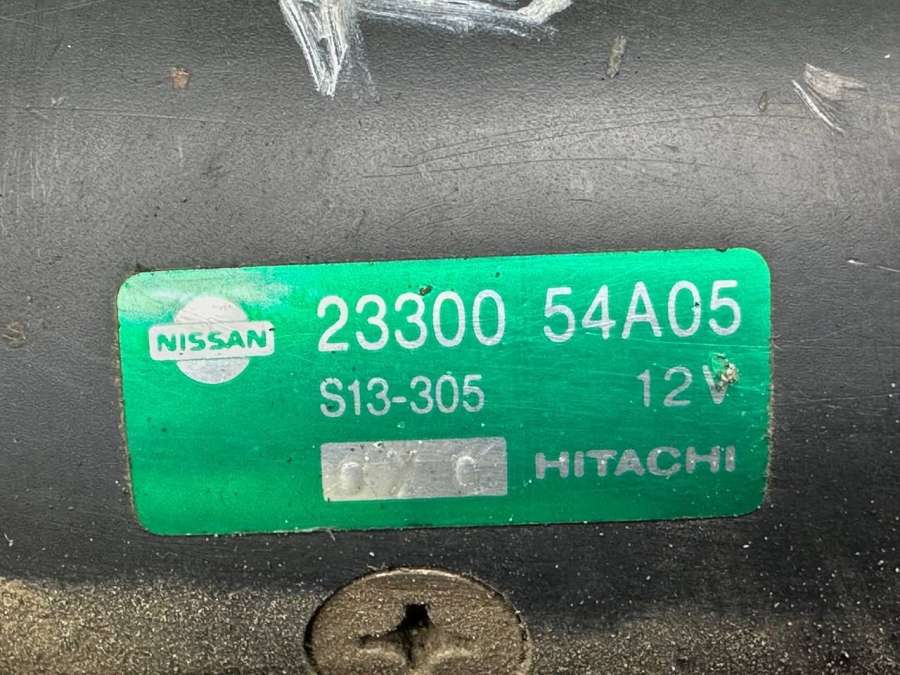 NISSAN
23300 54A05
S13-305 12V
HITACHI